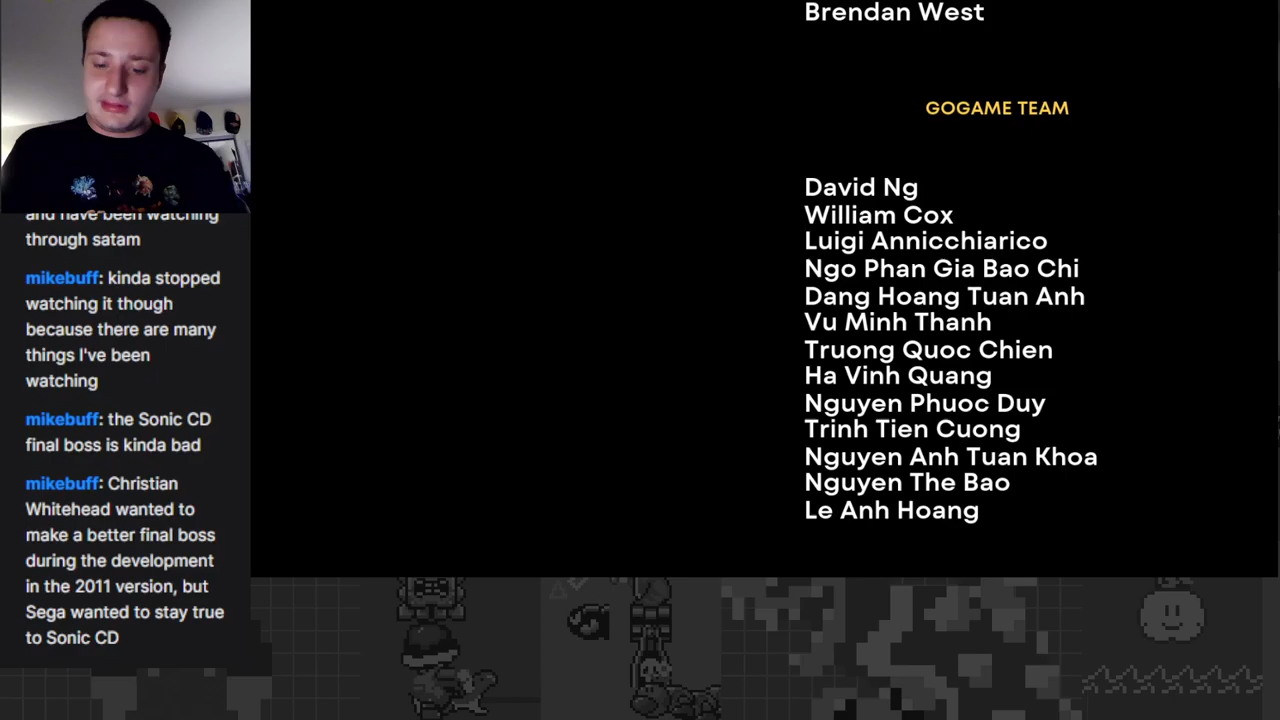 and have been watching
through satam
mikebuff: kinda stopped
watching it though
because there are many
things I've been
watching
mikebuff: the Sonic CD
final boss is kinda bad
mikebuff: Christian
Whitehead wanted to
make a better final boss
during the development
in the 2011 version, but
Sega wanted to stay true
to Sonic CD
Brendan West
GOGAME TEAM
David Ng
William Cox
Luigi Annicchiarico
Ngo Phan Gia Bao Chi
Dang Hoang Tuan Anh
Vu Minh Thanh
Truong Quoc Chien
Ha Vinh Quang
Nguyen Phuoc Duy
Trinh Tien Cuong
Nguyen Anh Tuan Khoa
Nguyen The Bao
Le Anh Hoang